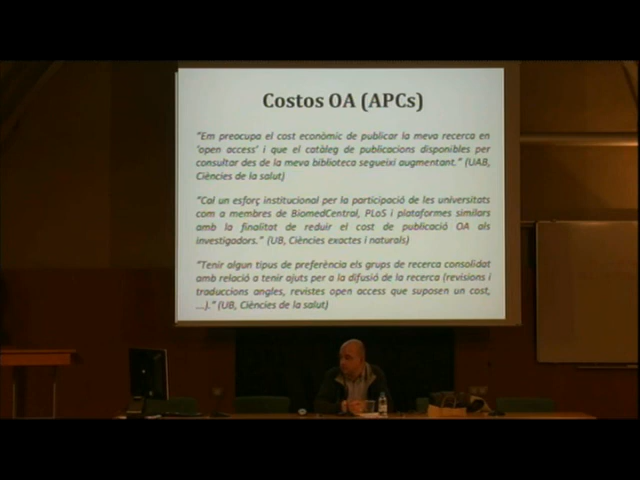 Costos OA (APCs)
"Em preocupa el cost econòmic de publicar la meva recerca en
'open access' i que el catàleg de publicacions disponibles per
consultar des de la meva biblioteca segueixi augmentant." (UAB,
Ciències de la salut)
"Cal un esforç institucional per la participació de les universitats
com a membres de BiomedCentral, PLoS i plataformes similars
amb la finalitat de reduir el cost de publicació OA als
investigadors." (UB, Ciències exactes i naturals)
"Tenir algun tipus de preferència els grups de recerca consolidat
amb relació a tenir ajuts per a la difusió de la recerca (revisions i
traduccions angles, revistes open access que suposen un cost,
...)." (UB, Ciències de la salut)